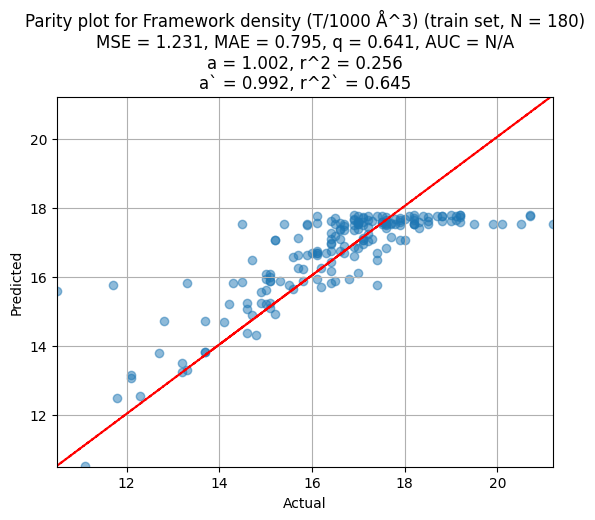 Parity plot for Framework density (T/1000 Å^3) (train set, N = 180)
MSE = 1.231, MAE = 0.795, q = 0.641, AUC = N/A
a = 1.002, r^2 = 0.256
a` = 0.992, r^2` = 0.645
20
18
16
14
12
Predicted
12 14 16 18 20
Actual